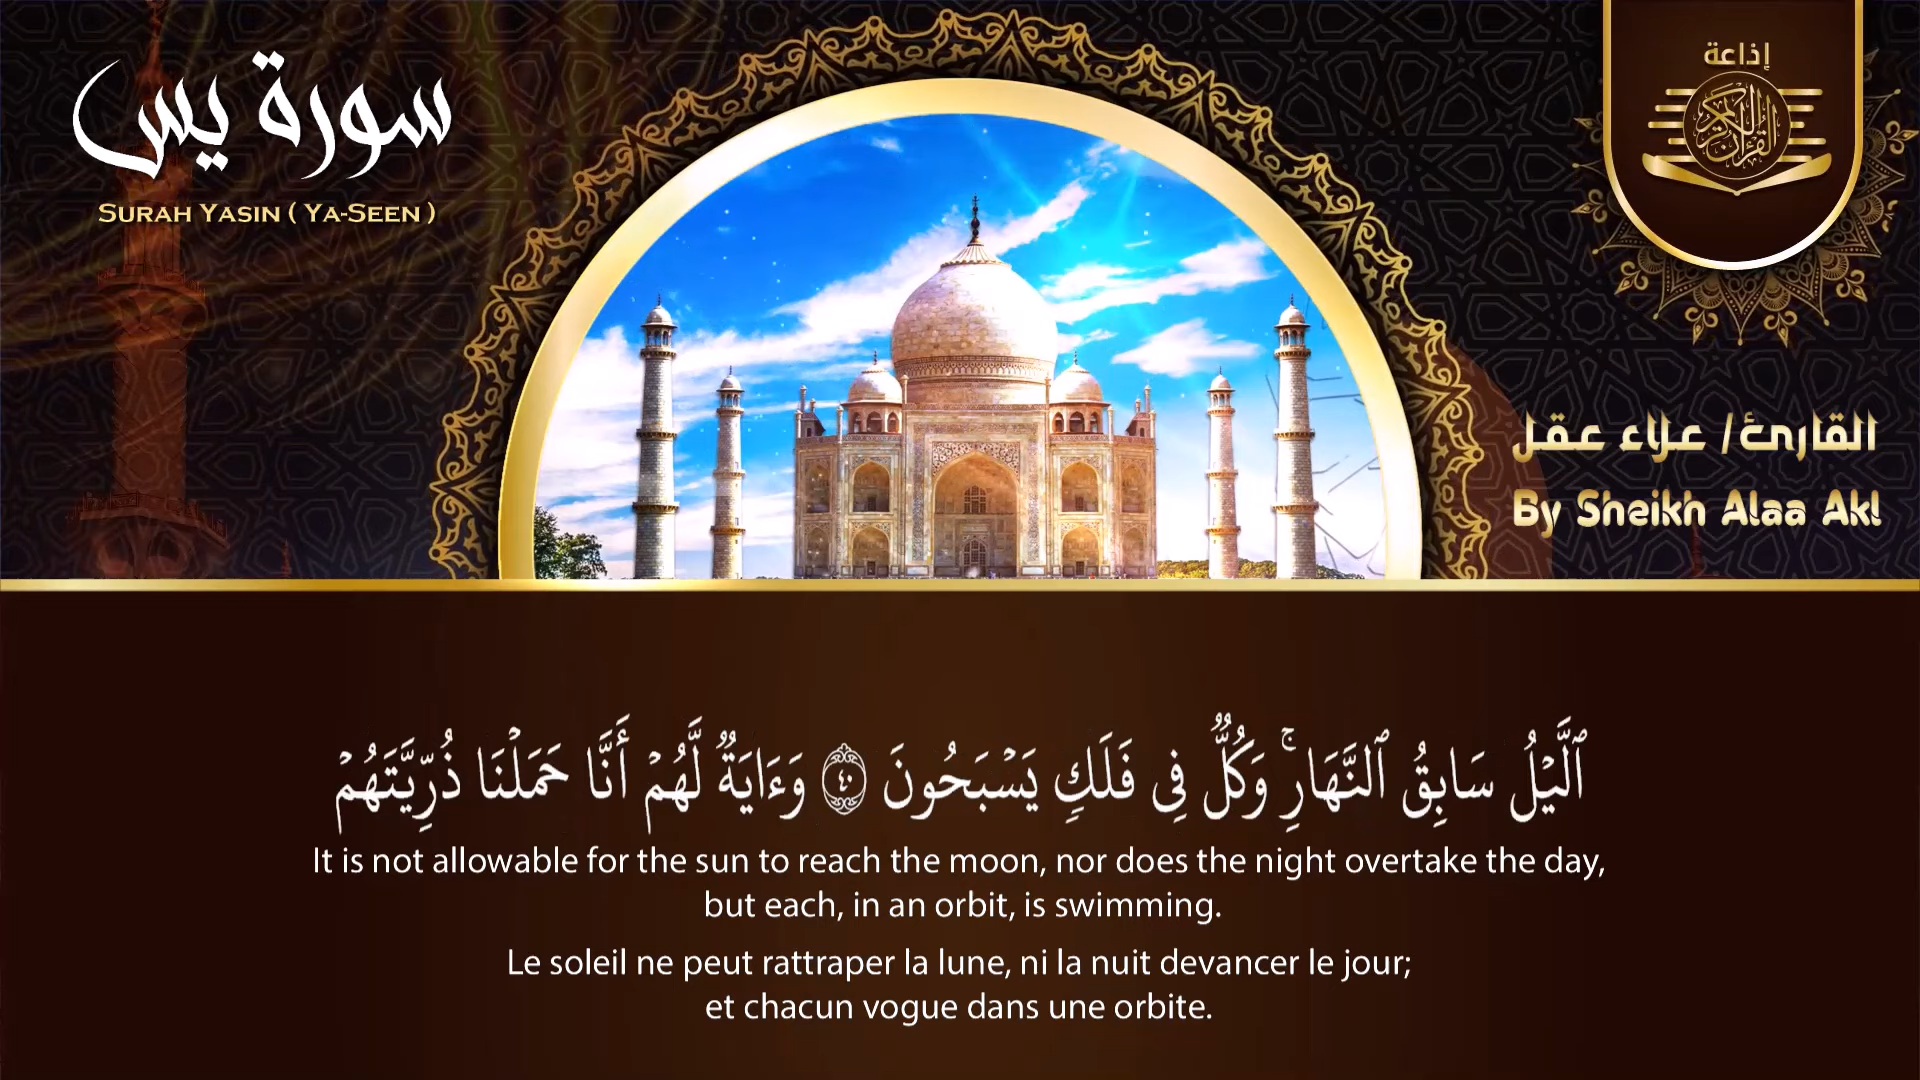 سورة يس
SURAH YASIN ( YA-SEEN )
إذاعة
القرآن الكريم
القارئ/ علاء عقل
By Sheikh Alaa Akl
ٱلَّيْلُ سَابِقُ ٱلنَّهَارِۚ وَكُلٌّ فِى فَلَكٍ يَسْبَحُونَ ٤٠ وَءَايَةٌ لَّهُمْ أَنَّا حَمَلْنَا ذُرِّيَّتَهُمْ
It is not allowable for the sun to reach the moon, nor does the night overtake the day,
but each, in an orbit, is swimming.
Le soleil ne peut rattraper la lune, ni la nuit devancer le jour;
et chacun vogue dans une orbite.